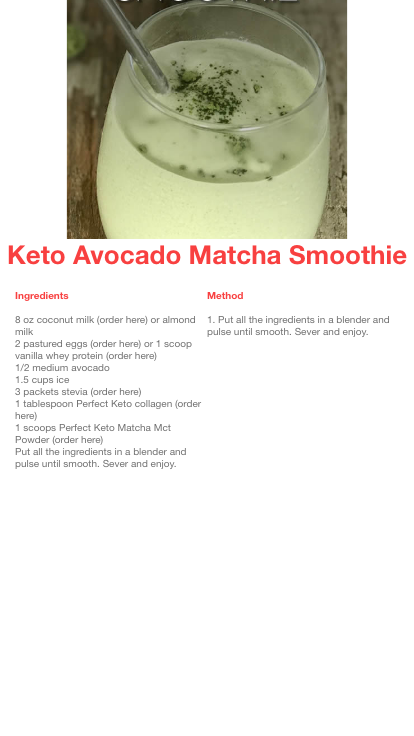 Keto Avocado Matcha Smoothie
Ingredients
8 oz coconut milk (order here) or almond
milk
2 pastured eggs (order here) or 1 scoop
vanilla whey protein (order here)
1/2 medium avocado
1.5 cups ice
3 packets stevia (order here)
1 tablespoon Perfect Keto collagen (order
here)
1 scoops Perfect Keto Matcha Mct
Powder (order here)
Put all the ingredients in a blender and
pulse until smooth. Sever and enjoy.
Method
1. Put all the ingredients in a blender and
pulse until smooth. Sever and enjoy.